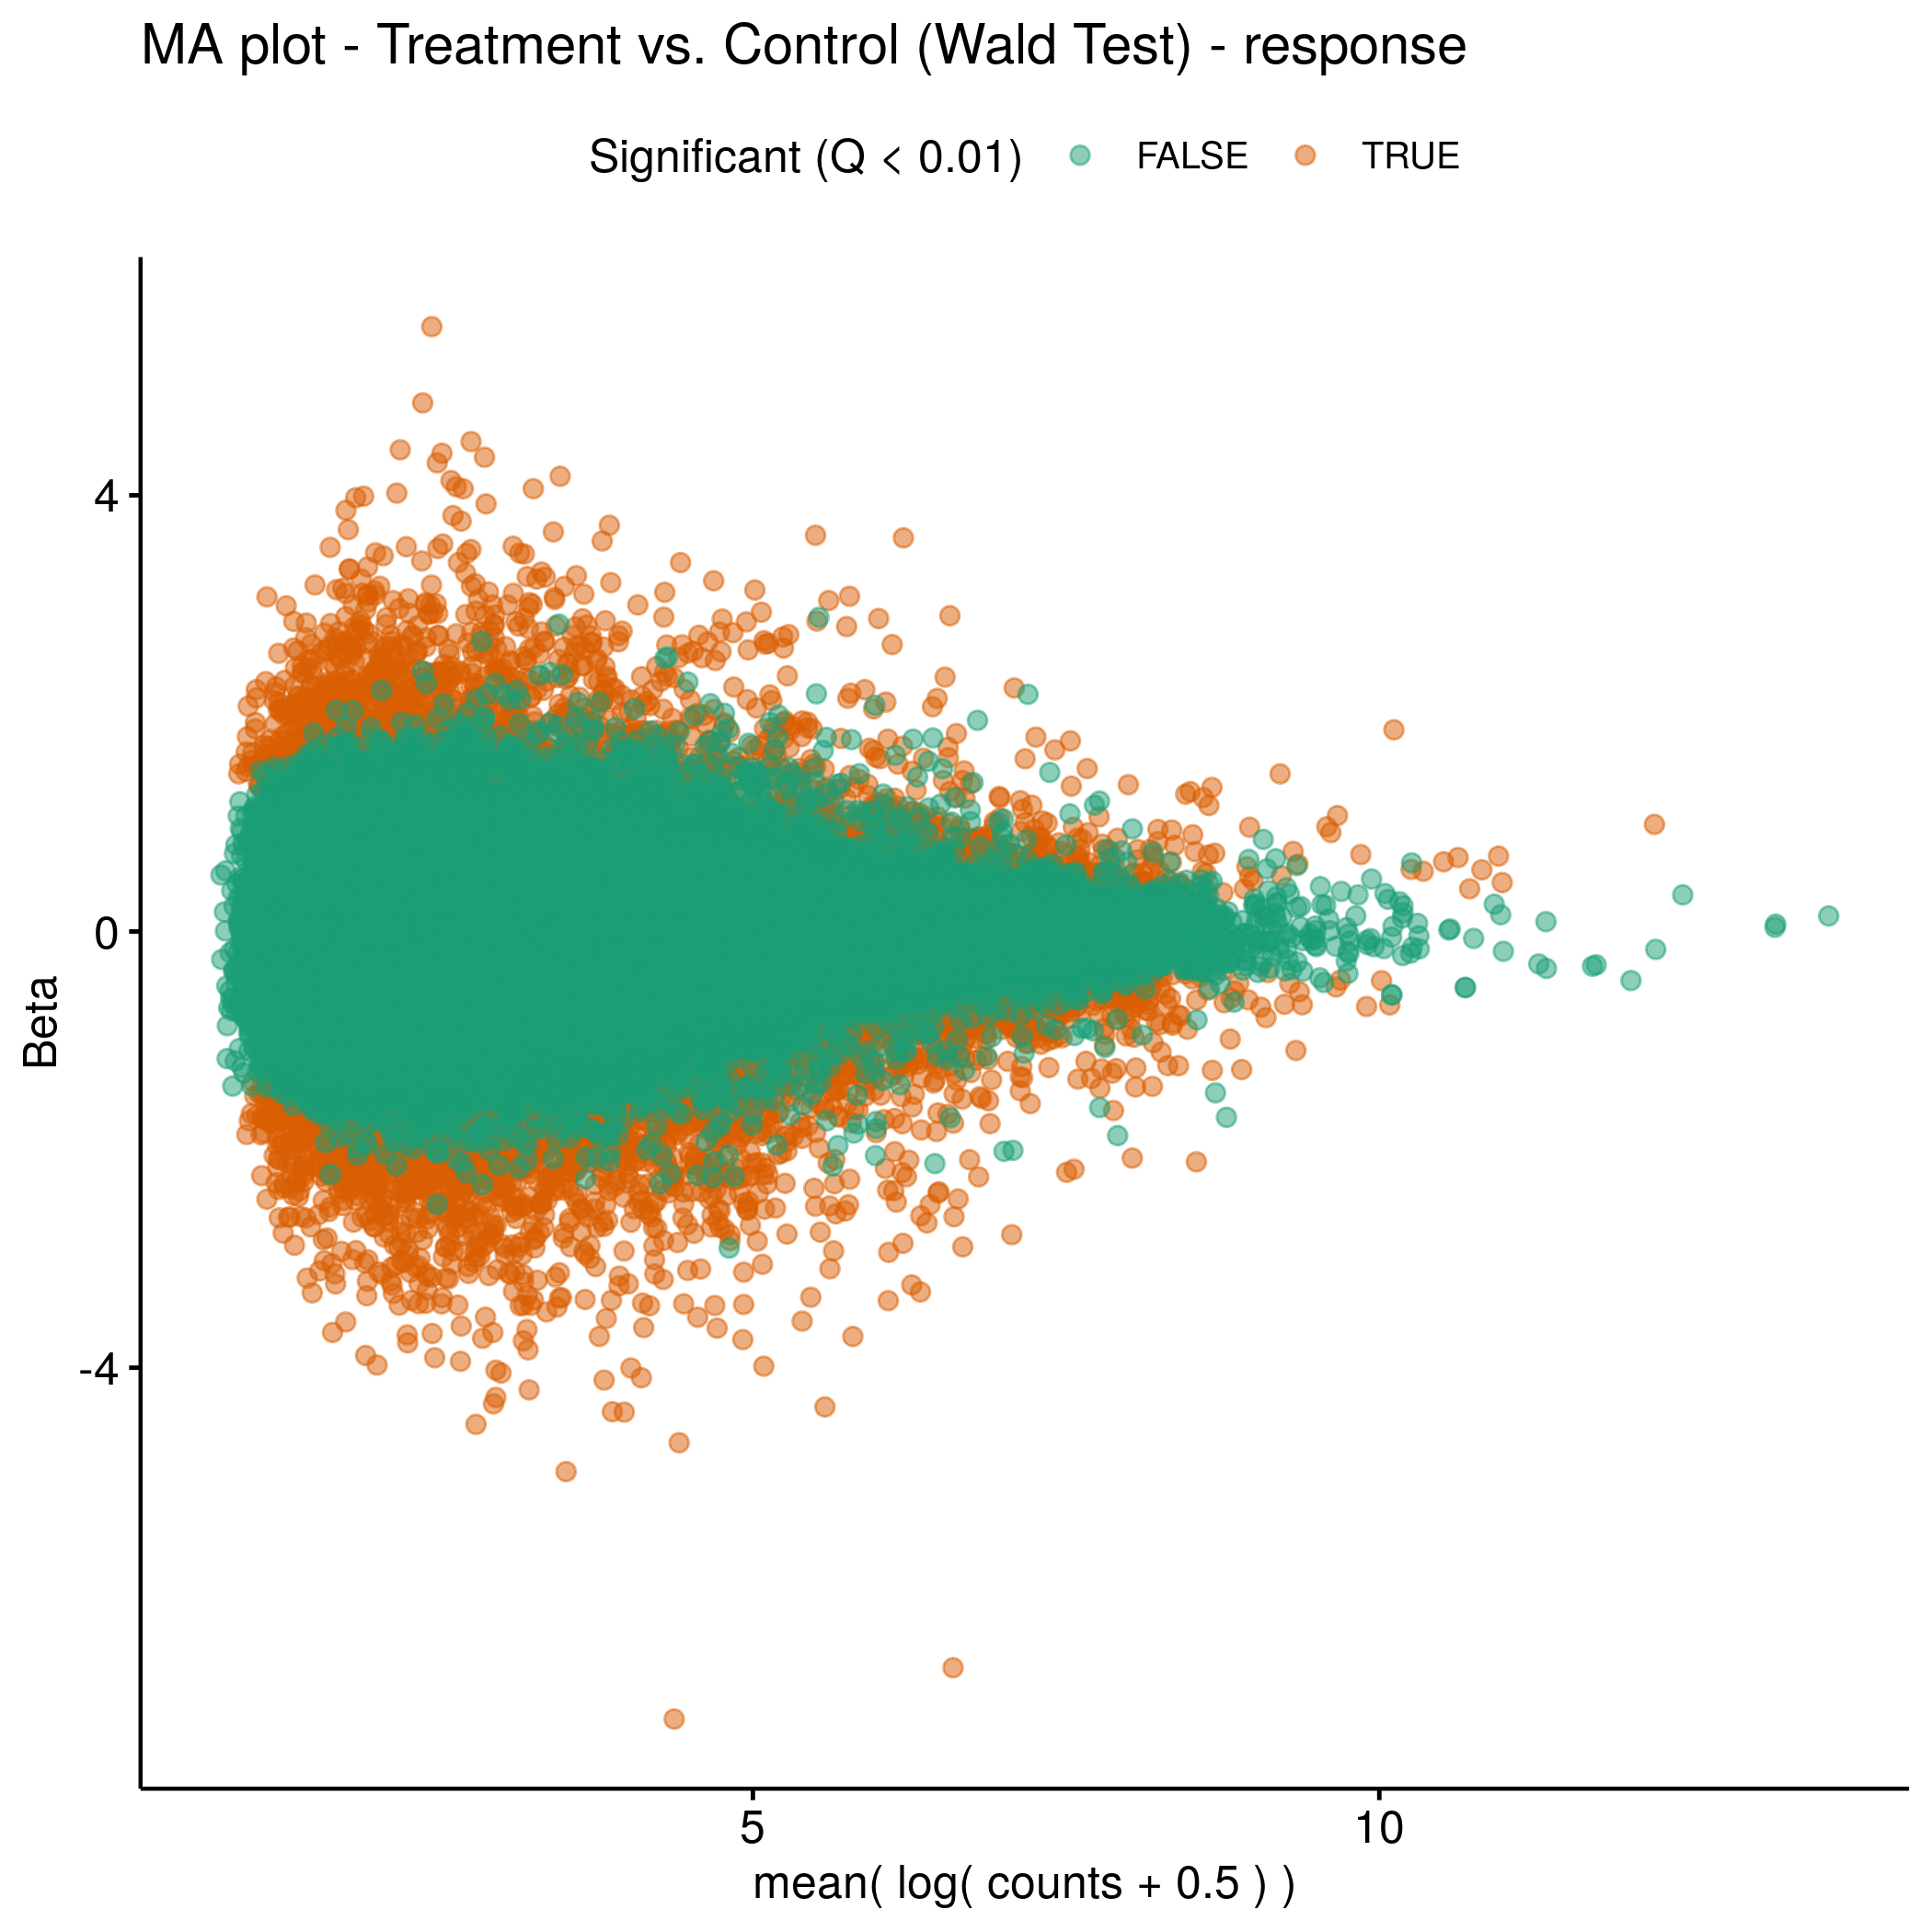 MA plot - Treatment vs. Control (Wald Test) - response
Significant (Q < 0.01) FALSE TRUE
4
0
-4
Beta
5 10
mean( log( counts + 0.5 ) )